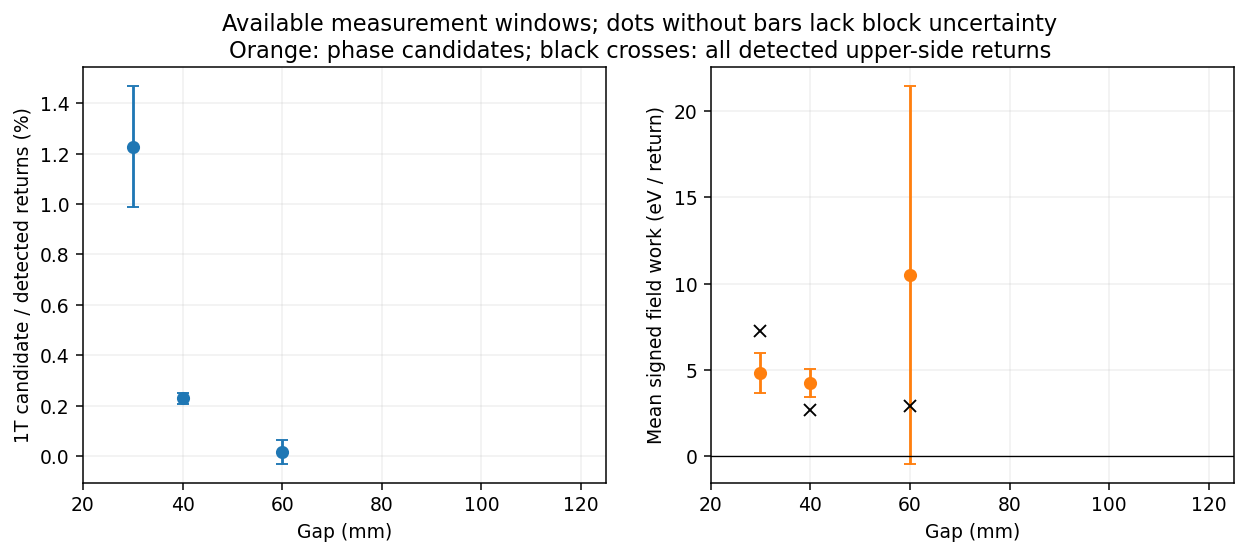 Available measurement windows; dots without bars lack block uncertainty
Orange: phase candidates; black crosses: all detected upper-side returns
1T candidate / detected returns (%)
1.4
1.2
1.0
0.8
0.6
0.4
0.2
0.0
20 40 60 80 100 120
Gap (mm)
Mean signed field work (eV / return)
20
15
10
5
0
20 40 60 80 100 120
Gap (mm)